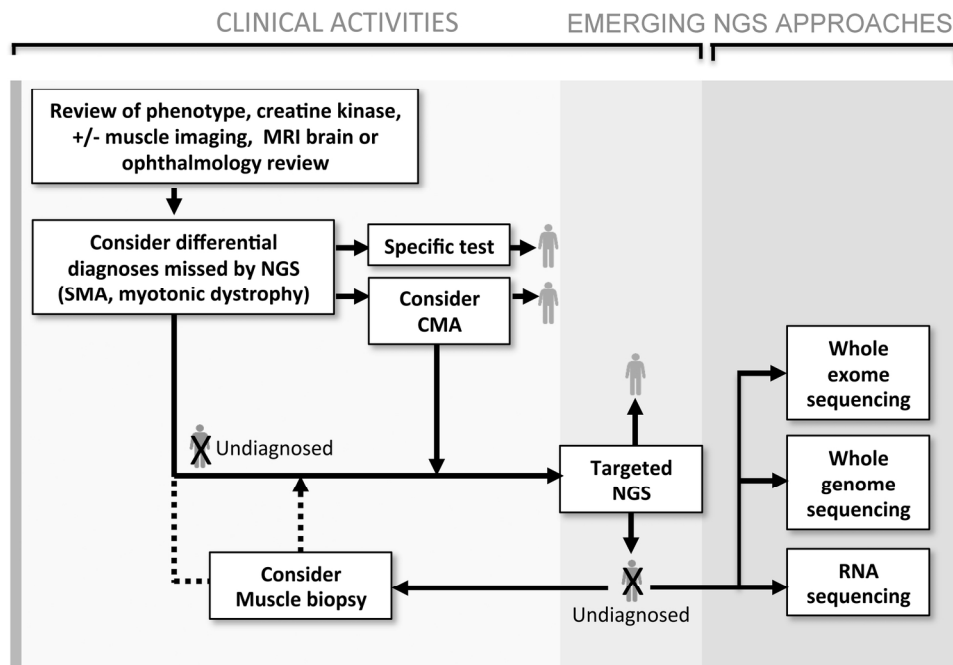 CLINICAL ACTIVITIES
EMERGING NGS APPROACHES
Review of phenotype, creatine kinase,
+/- muscle imaging, MRI brain or
ophthalmology review
Consider differential
diagnoses missed by NGS
(SMA, myotonic dystrophy)
Specific test
Consider
CMA
Undiagnosed
Targeted
NGS
Whole
exome
sequencing
Whole
genome
sequencing
RNA
sequencing
Consider
Muscle biopsy
Undiagnosed